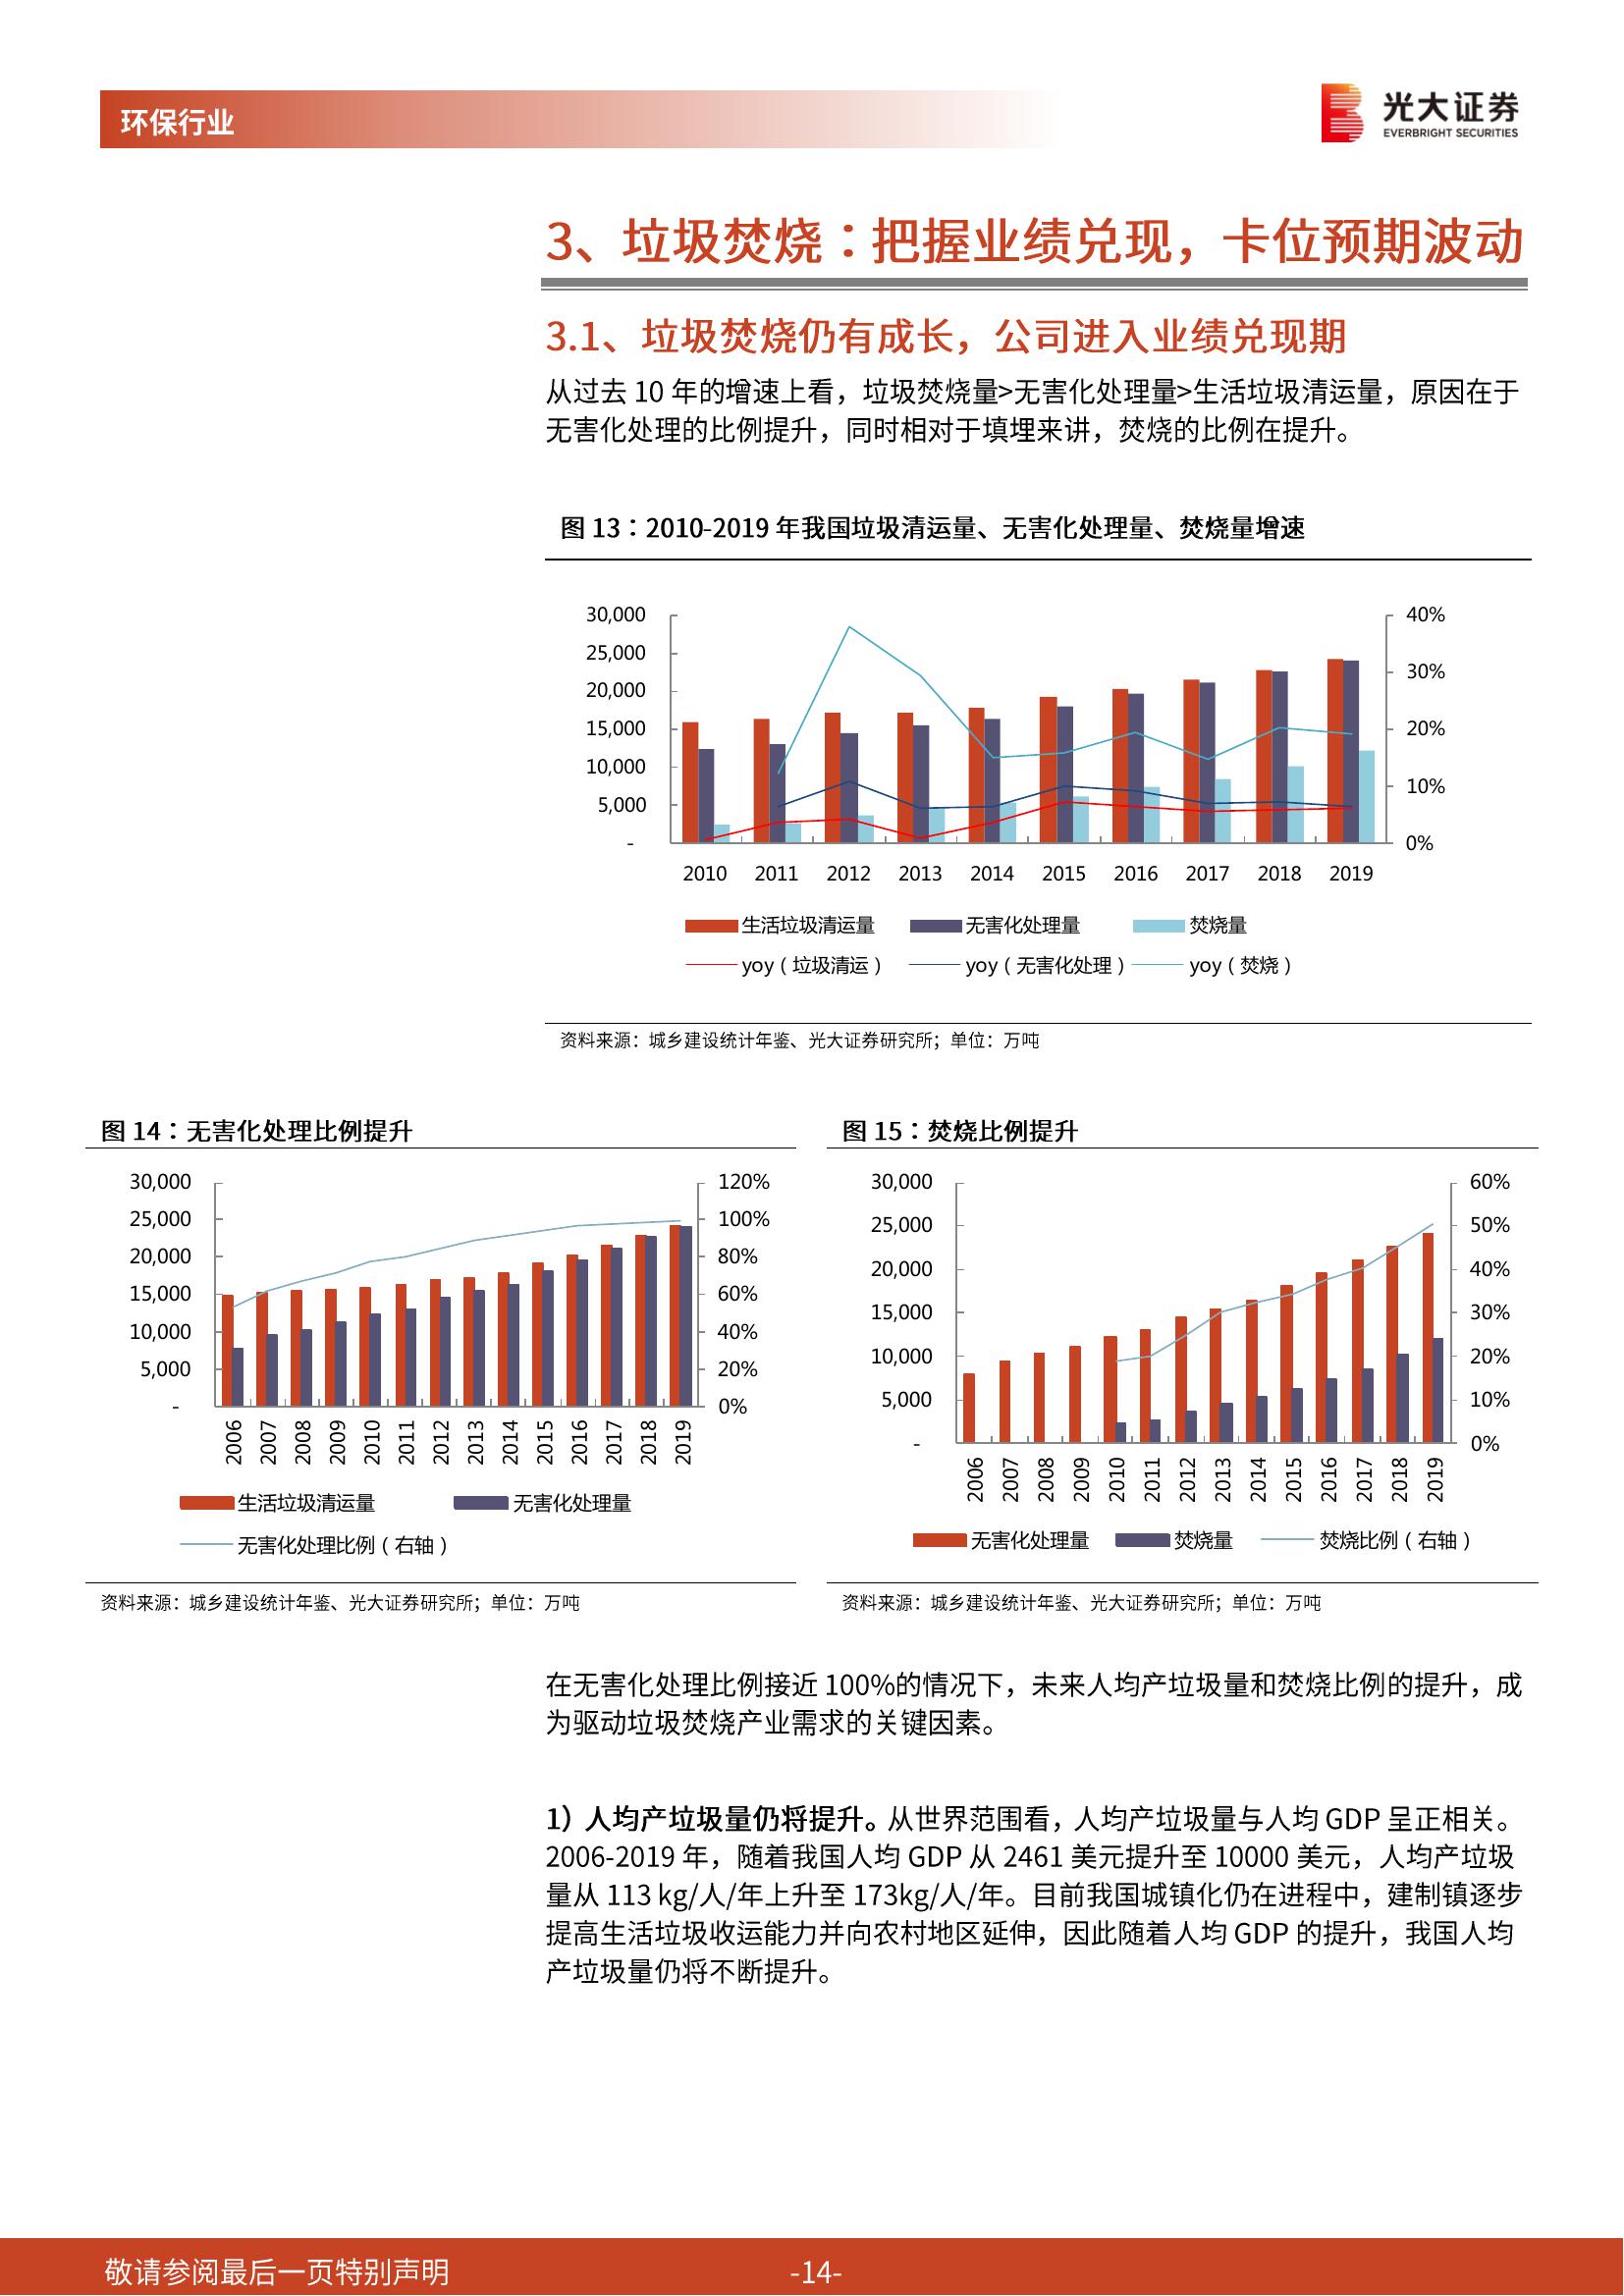 环保行业
光大证券
EVERBRIGHT SECURITIES
3、垃圾焚烧：把握业绩兑现，卡位预期波动
3.1、垃圾焚烧仍有成长，公司进入业绩兑现期
从过去 10 年的增速上看，垃圾焚烧量>无害化处理量>生活垃圾清运量，原因在于
无害化处理的比例提升，同时相对于填埋来讲，焚烧的比例在提升。
图 13：2010-2019 年我国垃圾清运量、无害化处理量、焚烧量增速
30,000
25,000
20,000
15,000
10,000
5,000
-
40%
30%
20%
10%
0%
2010 2011 2012 2013 2014 2015 2016 2017 2018 2019
生活垃圾清运量 无害化处理量 焚烧量
yoy（垃圾清运） yoy（无害化处理） yoy（焚烧）
资料来源：城乡建设统计年鉴、光大证券研究所；单位：万吨
图 14：无害化处理比例提升
30,000
25,000
20,000
15,000
10,000
5,000
-
120%
100%
80%
60%
40%
20%
0%
2006 2007 2008 2009 2010 2011 2012 2013 2014 2015 2016 2017 2018 2019
生活垃圾清运量 无害化处理量
无害化处理比例（右轴）
资料来源：城乡建设统计年鉴、光大证券研究所；单位：万吨
图 15：焚烧比例提升
30,000
25,000
20,000
15,000
10,000
5,000
-
60%
50%
40%
30%
20%
10%
0%
2006 2007 2008 2009 2010 2011 2012 2013 2014 2015 2016 2017 2018 2019
无害化处理量 焚烧量 焚烧比例（右轴）
资料来源：城乡建设统计年鉴、光大证券研究所；单位：万吨
在无害化处理比例接近 100%的情况下，未来人均产垃圾量和焚烧比例的提升，成
为驱动垃圾焚烧产业需求的关键因素。
1）人均产垃圾量仍将提升。从世界范围看，人均产垃圾量与人均 GDP 呈正相关。
2006-2019 年，随着我国人均 GDP 从 2461 美元提升至 10000 美元，人均产垃圾
量从 113 kg/人/年上升至 173kg/人/年。目前我国城镇化仍在进程中，建制镇逐步
提高生活垃圾收运能力并向农村地区延伸，因此随着人均 GDP 的提升，我国人均
产垃圾量仍将不断提升。
敬请参阅最后一页特别声明
-14-